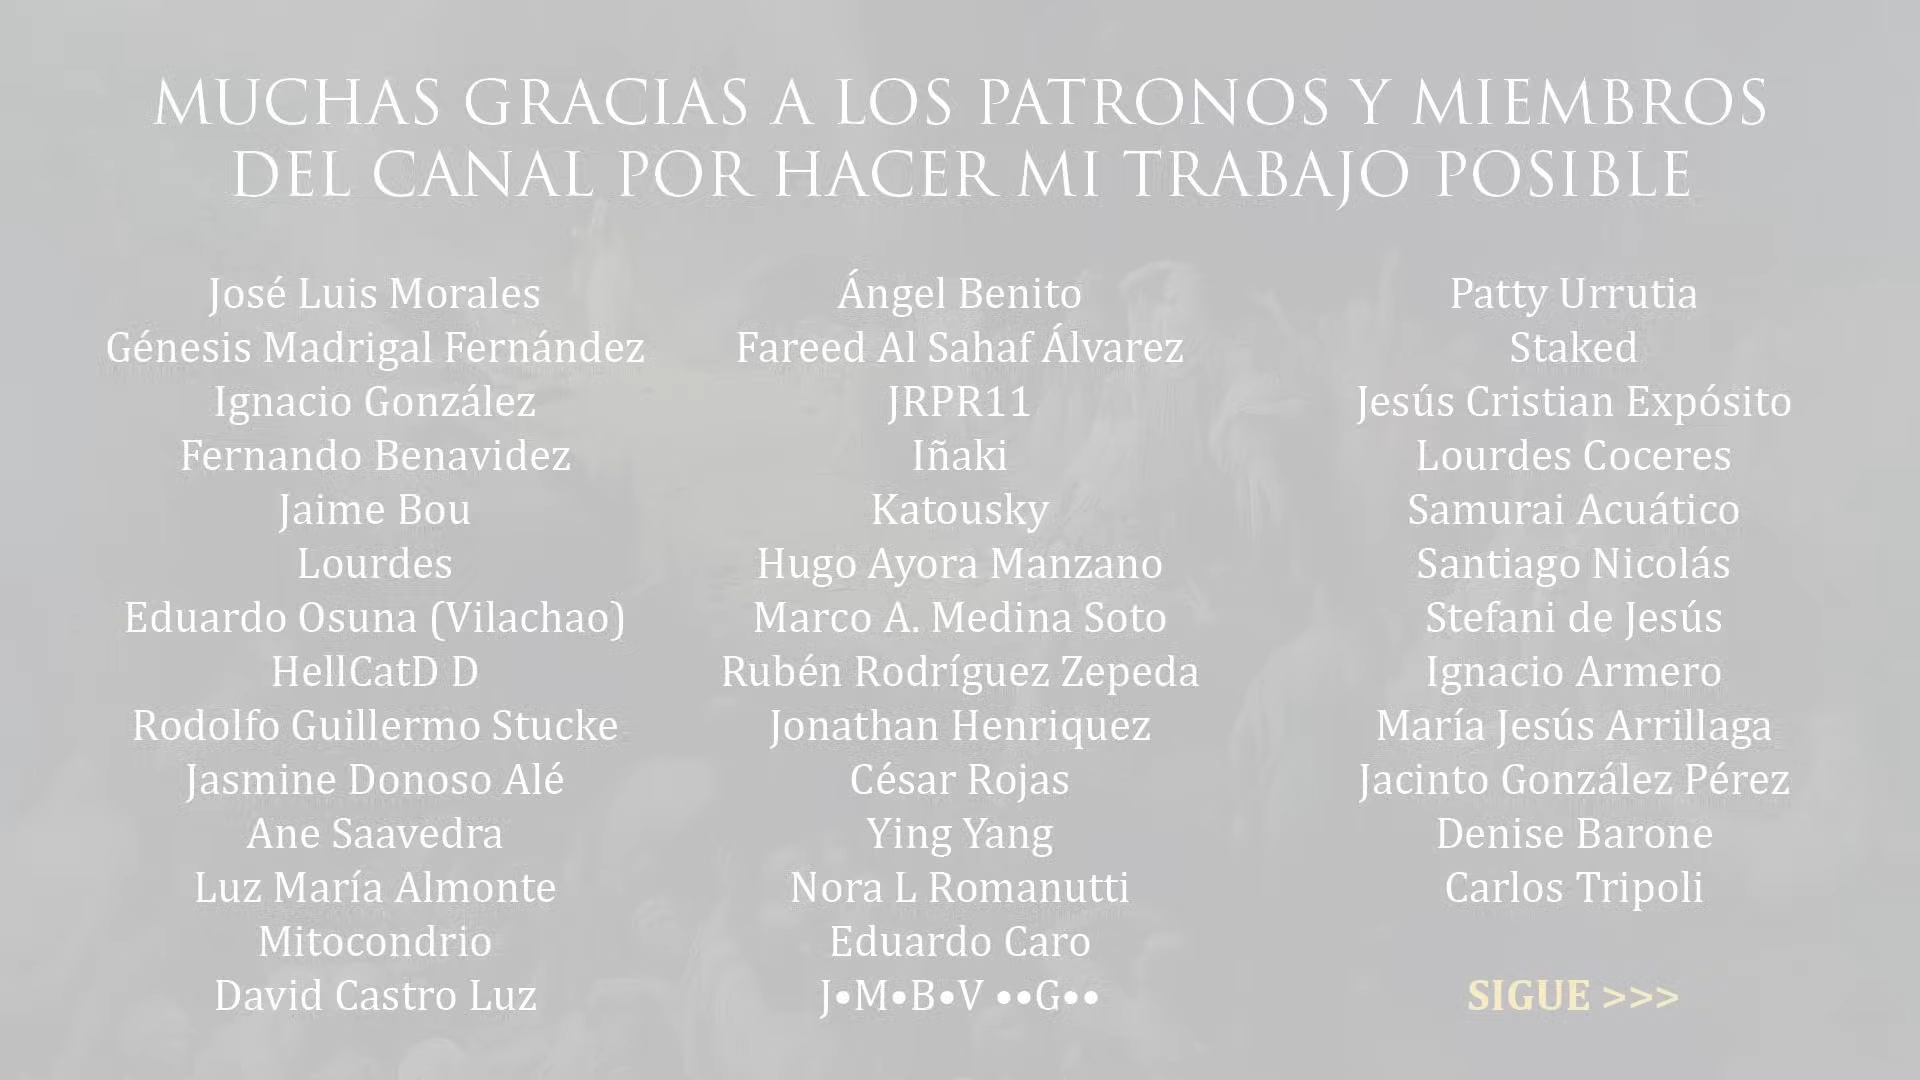 MUCHAS GRACIAS A LOS PATRONOS Y MIEMBROS
DEL CANAL POR HACER MI TRABAJO POSIBLE
José Luis Morales
Génesis Madrigal Fernández
Ignacio González
Fernando Benavidez
Jaime Bou
Lourdes
Eduardo Osuna (Vilachao)
HellCatD D
Rodolfo Guillermo Stucke
Jasmine Donoso Alé
Ane Saavedra
Luz María Almonte
Mitocondrio
David Castro Luz
Ángel Benito
Fareed Al Sahaf Álvarez
JRPR11
Iñaki
Katousky
Hugo Ayora Manzano
Marco A. Medina Soto
Rubén Rodríguez Zepeda
Jonathan Henriquez
César Rojas
Ying Yang
Nora L Romanutti
Eduardo Caro
J•M•B•V ••G••
Patty Urrutia
Staked
Jesús Cristian Expósito
Lourdes Coceres
Samurai Acuático
Santiago Nicolás
Stefani de Jesús
Ignacio Armero
María Jesús Arrillaga
Jacinto González Pérez
Denise Barone
Carlos Tripoli
SIGUE >>>